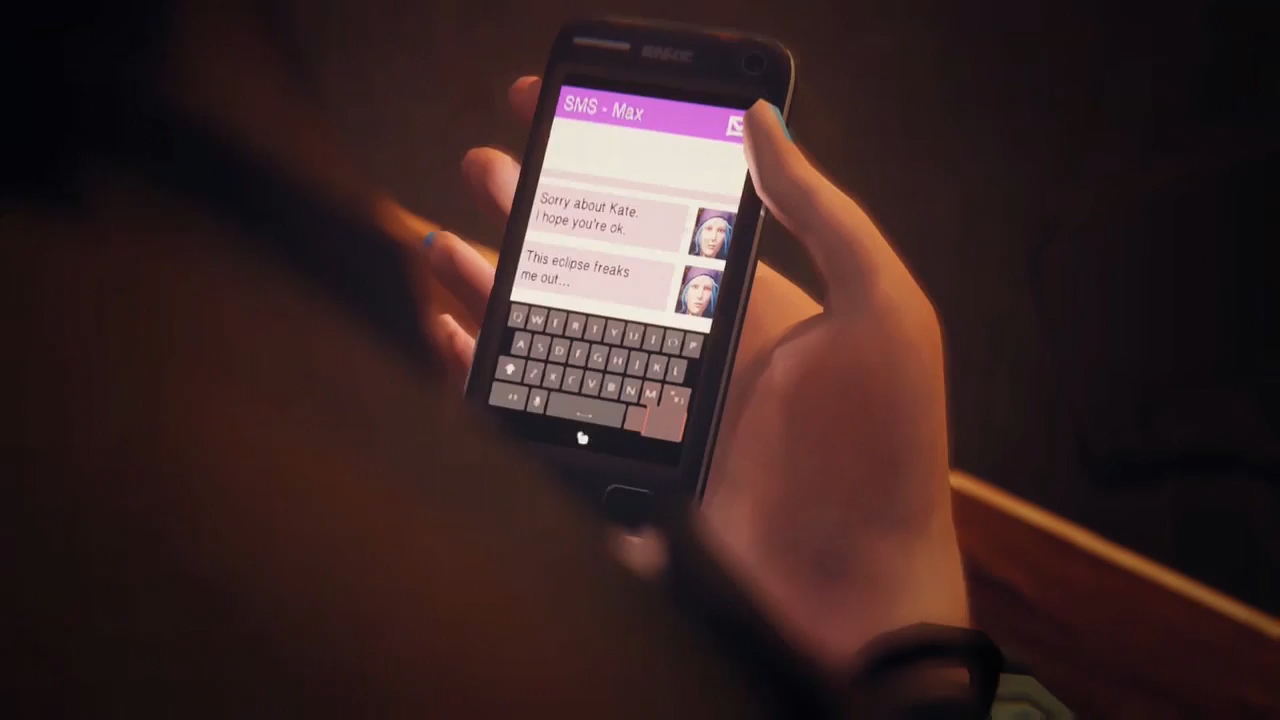 SMS - Max
Sorry about Kate.
I hope you're ok.
This eclipse freaks
me out...
Q W E R T Y U I O P
A S D F G H J K L
Z X C V B N M